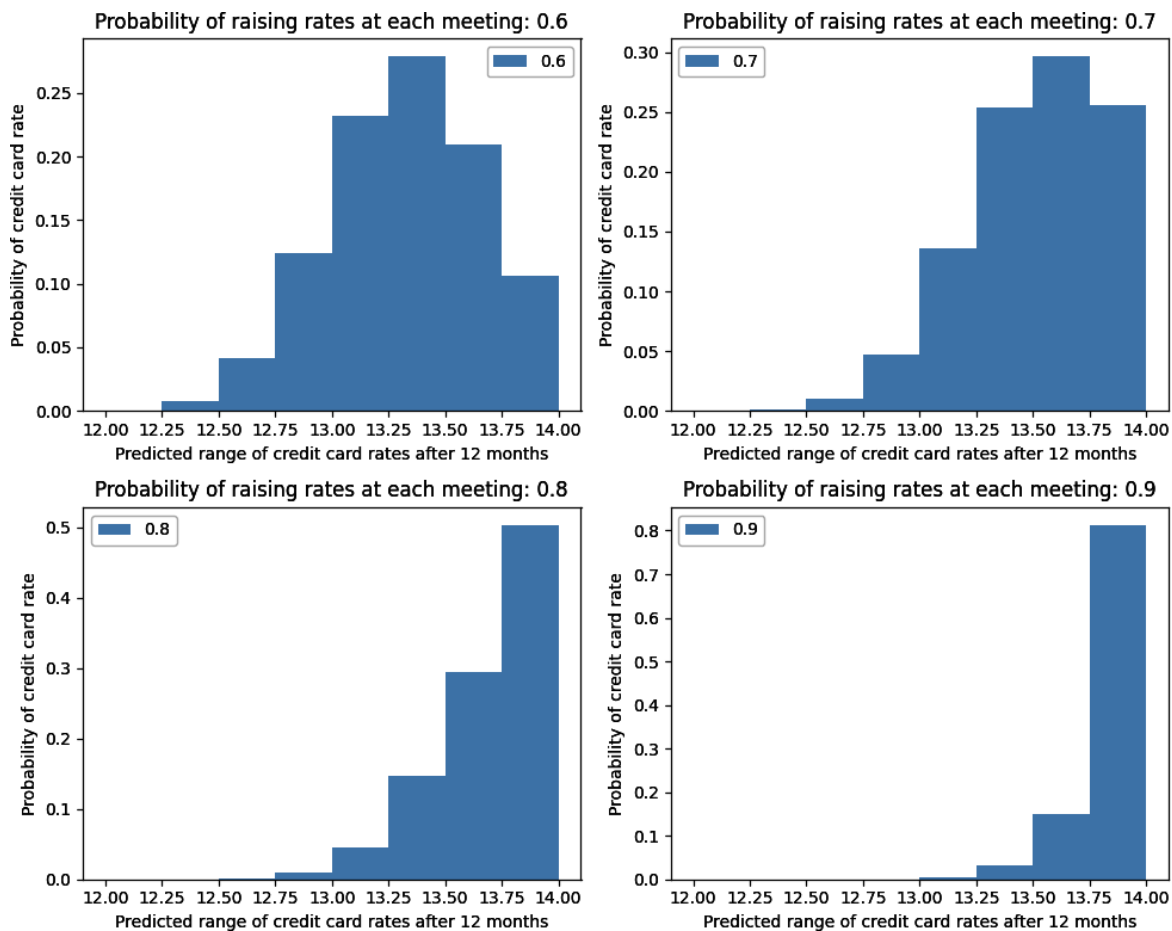 Probability of raising rates at each meeting: 0.6
0.6
0.25
0.20
0.15
0.10
0.05
0.00
Probability of credit card rate
12.00 12.25 12.50 12.75 13.00 13.25 13.50 13.75 14.00
Predicted range of credit card rates after 12 months
Probability of raising rates at each meeting: 0.7
0.7
0.30
0.25
0.20
0.15
0.10
0.05
0.00
Probability of credit card rate
12.00 12.25 12.50 12.75 13.00 13.25 13.50 13.75 14.00
Predicted range of credit card rates after 12 months
Probability of raising rates at each meeting: 0.8
0.8
0.5
0.4
0.3
0.2
0.1
0.0
Probability of credit card rate
12.00 12.25 12.50 12.75 13.00 13.25 13.50 13.75 14.00
Predicted range of credit card rates after 12 months
Probability of raising rates at each meeting: 0.9
0.9
0.8
0.7
0.6
0.5
0.4
0.3
0.2
0.1
0.0
Probability of credit card rate
12.00 12.25 12.50 12.75 13.00 13.25 13.50 13.75 14.00
Predicted range of credit card rates after 12 months